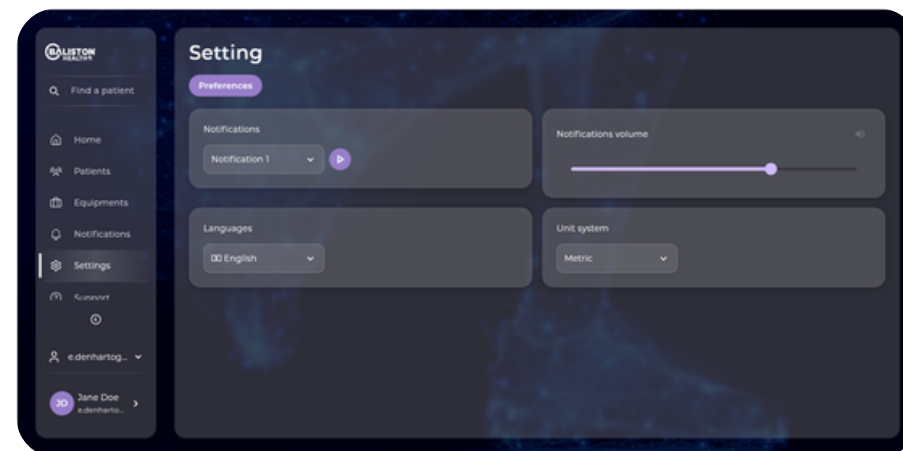 BALISTON
HEALTH
Find a patient
Home
Patients
Equipments
Notifications
Settings
Support
e.denhartog...
JD
Jane Doe
e.denharto...
Setting
Preferences
Notifications
Notification 1
Notifications volume
Languages
English
Unit system
Metric